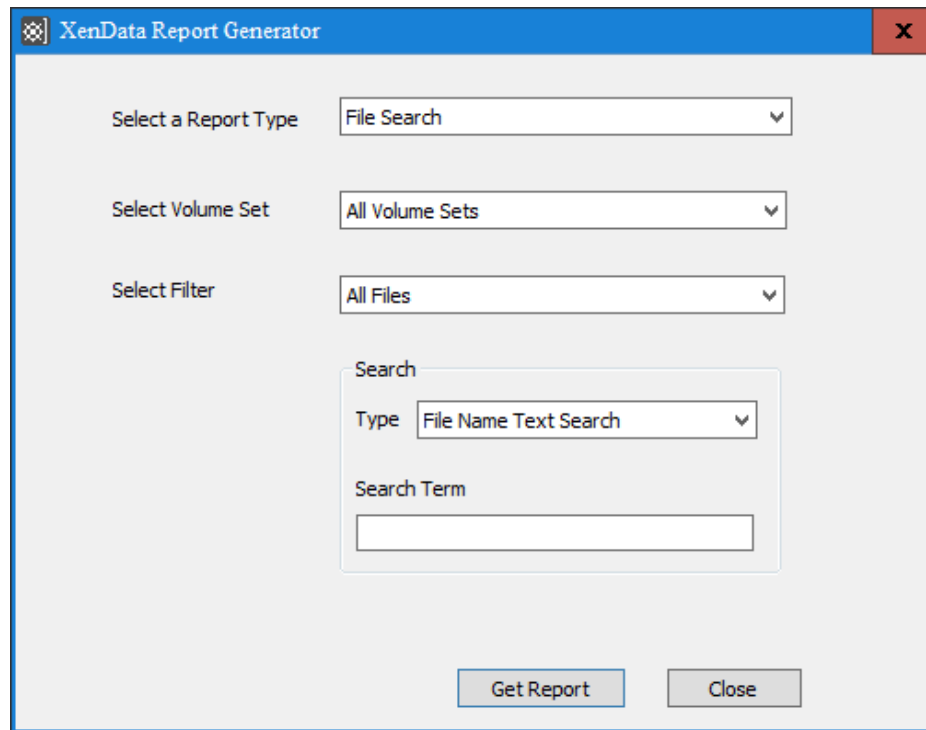 XenData Report Generator
Select a Report Type File Search
Select Volume Set All Volume Sets
Select Filter All Files
Search
Type File Name Text Search
Search Term
Get Report Close